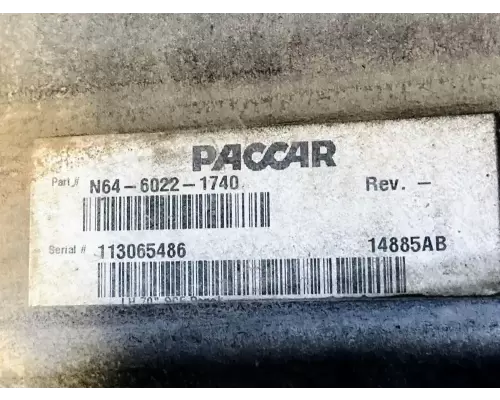 PACCAR
Part# N64-6022-1740 Rev. -
Serial # 113065486 14885AB